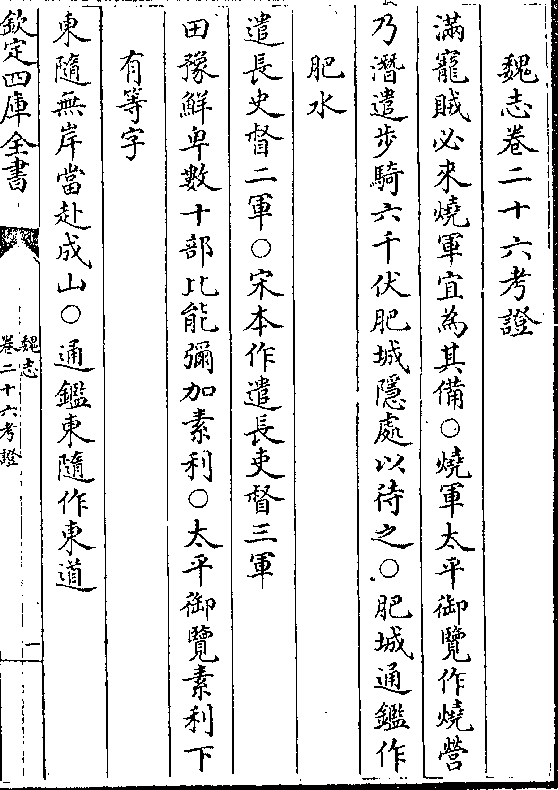 魏志卷二十六考證
滿寵賊必來燒軍宜為其備○燒軍太平御覽作燒營
乃潛遣步騎六千伏肥城隱處以待之○肥城通鑑作
肥水
遣長史督二軍○宋本作遣長吏督三軍
田豫鮮卑數十部比能彌加素利○太平御覽素利下
有等字
東隨無岸當赴成山○通鑑東隨作東道
欽定四庫全書
魏志
卷二十六考證
一